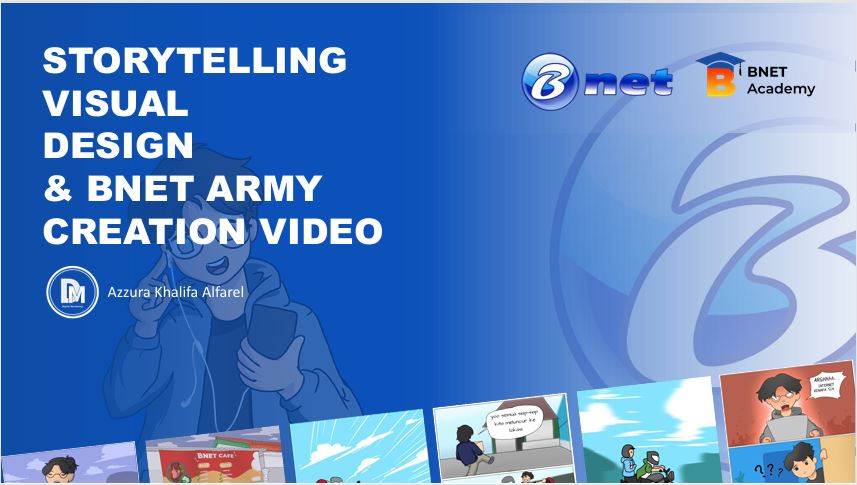 STORYTELLING
VISUAL
DESIGN
& BNET ARMY
CREATION VIDEO
Bnet
B
BNET
Academy
DM
Azzura Khalifa Alfarel
B
BNET CAFE
yoo semua siap-siap
kita meluncur ke
lokasi
ARGHHH..
INTERNET
???